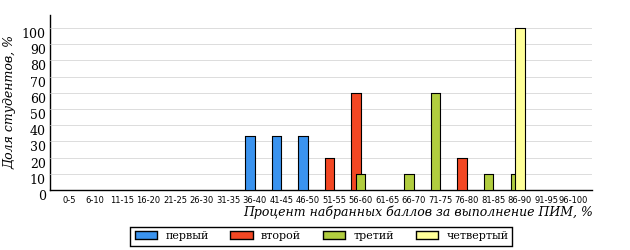 Доля студентов, %
100
90
80
70
60
50
40
30
20
10
0
0-5 6-10 11-15 16-20 21-25 26-30 31-35 36-40 41-45 46-50 51-55 56-60 61-65 66-70 71-75 76-80 81-85 86-90 91-95 96-100
Процент набранных баллов за выполнение ПИМ, %
первый второй третий четвертый